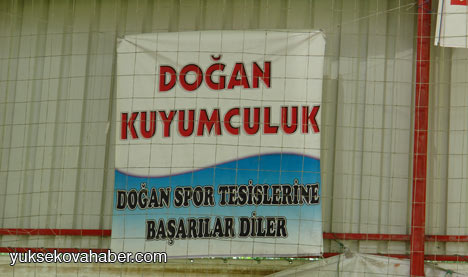 DOĞAN
KUYUMCULUK
DOĞAN SPOR TESİSLERİNE
BAŞARILAR DİLER
yuksekovahaber.com